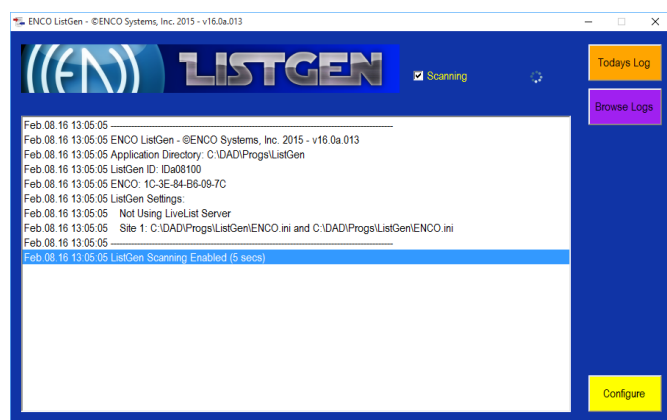 ENCO ListGen - ©ENCO Systems, Inc. 2015 - v16.0a.013
((EN)) LISTGEN
Scanning
Todays Log
Browse Logs
Feb.08.16 13:05:05 ----------------------------------------------------------------------
Feb.08.16 13:05:05 ENCO ListGen - ©ENCO Systems, Inc. 2015 - v16.0a.013
Feb.08.16 13:05:05 Application Directory: C:\DAD\Progs\ListGen
Feb.08.16 13:05:05 ListGen ID: IDa08100
Feb.08.16 13:05:05 ENCO: 1C-3E-84-B6-09-7C
Feb.08.16 13:05:05 ListGen Settings:
Feb.08.16 13:05:05 Not Using LiveList Server
Feb.08.16 13:05:05 Site 1: C:\DAD\Progs\ListGen\ENCO.ini and C:\DAD\Progs\ListGen\ENCO.ini
Feb.08.16 13:05:05 ----------------------------------------------------------------------
Feb.08.16 13:05:05 ListGen Scanning Enabled (5 secs)
Configure